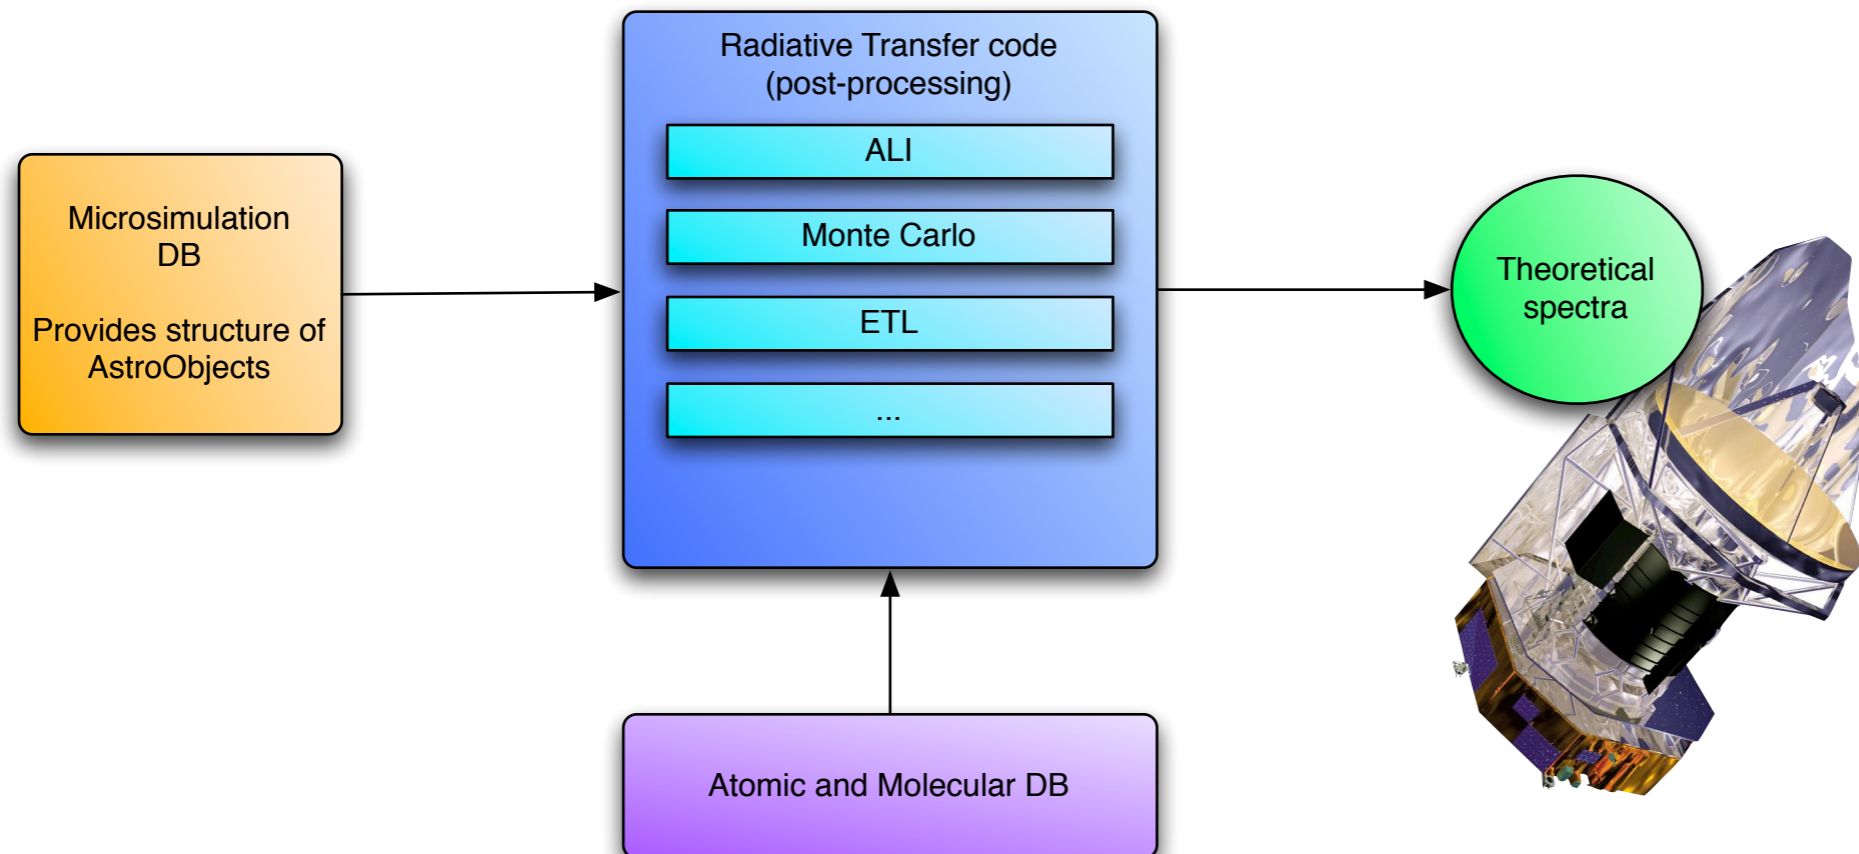 Radiative Transfer code
(post-processing)
ALI
Monte Carlo
ETL
...
Microsimulation
DB
Provides structure of
AstroObjects
Theoretical
spectra
Atomic and Molecular DB